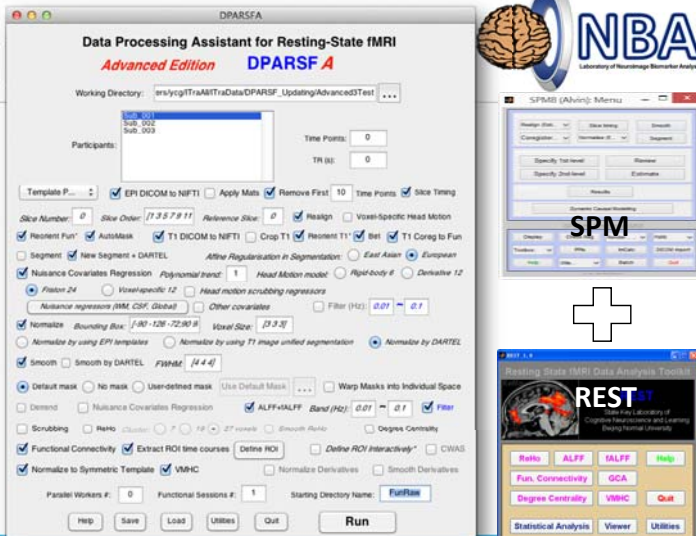 DPARSFA
Data Processing Assistant for Resting-State fMRI
Advanced Edition DPARSF A
Working Directory: ers/ycg/ITraAll/ITraData/DPARSF_Updating/Advanced3Test ...
Participants:
Sub_001
Sub_002
Sub_003
Time Points: 0
TR (s): 0
Template P... EPI DICOM to NIFTI Apply Mats Remove First 10 Time Points Slice Timing
Slice Number: 0 Slice Order: [1 3 5 7 9 11 Reference Slice: 0 Realign Voxel-Specific Head Motion
Reorient Fun* AutoMask T1 DICOM to NIFTI Crop T1 Reorient T1* Bet T1 Coreg to Fun
Segment New Segment + DARTEL Affine Regularisation in Segmentation: East Asian European
Nuisance Covariates Regression Polynomial trend: 1 Head Motion model: Rigid-body 6 Derivative 12
Friston 24 Voxel-specific 12 Head motion scrubbing regressors
Nuisance regressors (WM, CSF, Global) Other covariates Filter (Hz): 0.01 ~ 0.1
Normalize Bounding Box: [-90 -126 -72;90 9 Voxel Size: [3 3 3]
Normalize by using EPI templates Normalize by using T1 image unified segmentation Normalize by DARTEL
Smooth Smooth by DARTEL FWHM: [4 4 4]
Default mask No mask User-defined mask Use Default Mask ... Warp Masks into Individual Space
Detrend Nuisance Covariates Regression ALFF+fALFF Band (Hz): 0.01 ~ 0.1 Filter
Scrubbing ReHo Cluster: 7 19 27 voxels Smooth ReHo Degree Centrality
Functional Connectivity Extract ROI time courses Define ROI Define ROI Interactively* CWAS
Normalize to Symmetric Template VMHC Normalize Derivatives Smooth Derivatives
Parallel Workers #: 0 Functional Sessions #: 1 Starting Directory Name: FunRaw
Help Save Load Utilities Quit Run
NBA
Laboratory of Neuroimage Biomarker Analysis
SPM8 (Alvin): Menu
Realign (Est... Slice timing Smooth
Coregister... Normalise (E... Segment
Specify 1st-level Review
Specify 2nd-level Estimate
Results
Dynamic Causal Modelling
SPM
Display
Toolbox: PPIs ImCalc DICOM Import
Help Utils... Batch Quit
Resting State fMRI Data Analysis Toolkit
REST
REST
State Key Laboratory of
Cognitive Neuroscience and Learning
Beijing Normal University
ReHo ALFF fALFF Help
Fun. Connectivity GCA
Degree Centrality VMHC Quit
Statistical Analysis Viewer Utilities